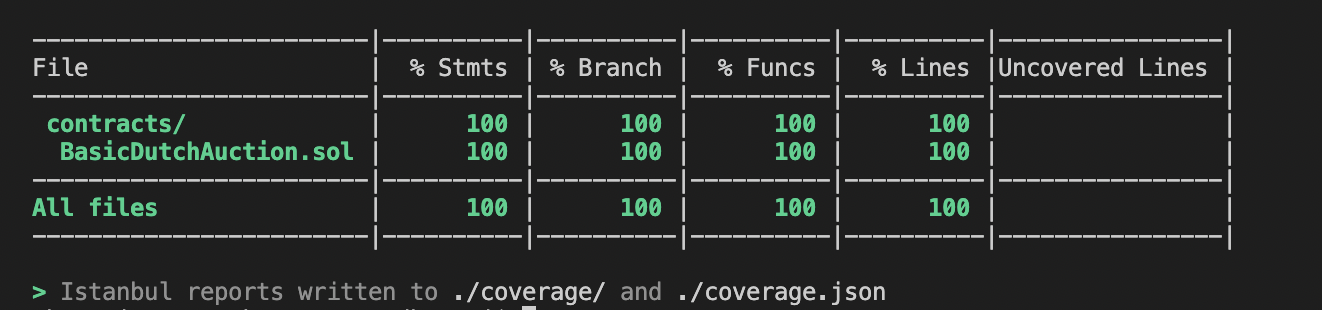 File | % Stmts | % Branch | % Funcs | % Lines |Uncovered Lines |
contracts/ | 100 | 100 | 100 | 100 | |
BasicDutchAuction.sol | 100 | 100 | 100 | 100 | |
All files | 100 | 100 | 100 | 100 | |
> Istanbul reports written to ./coverage/ and ./coverage.json